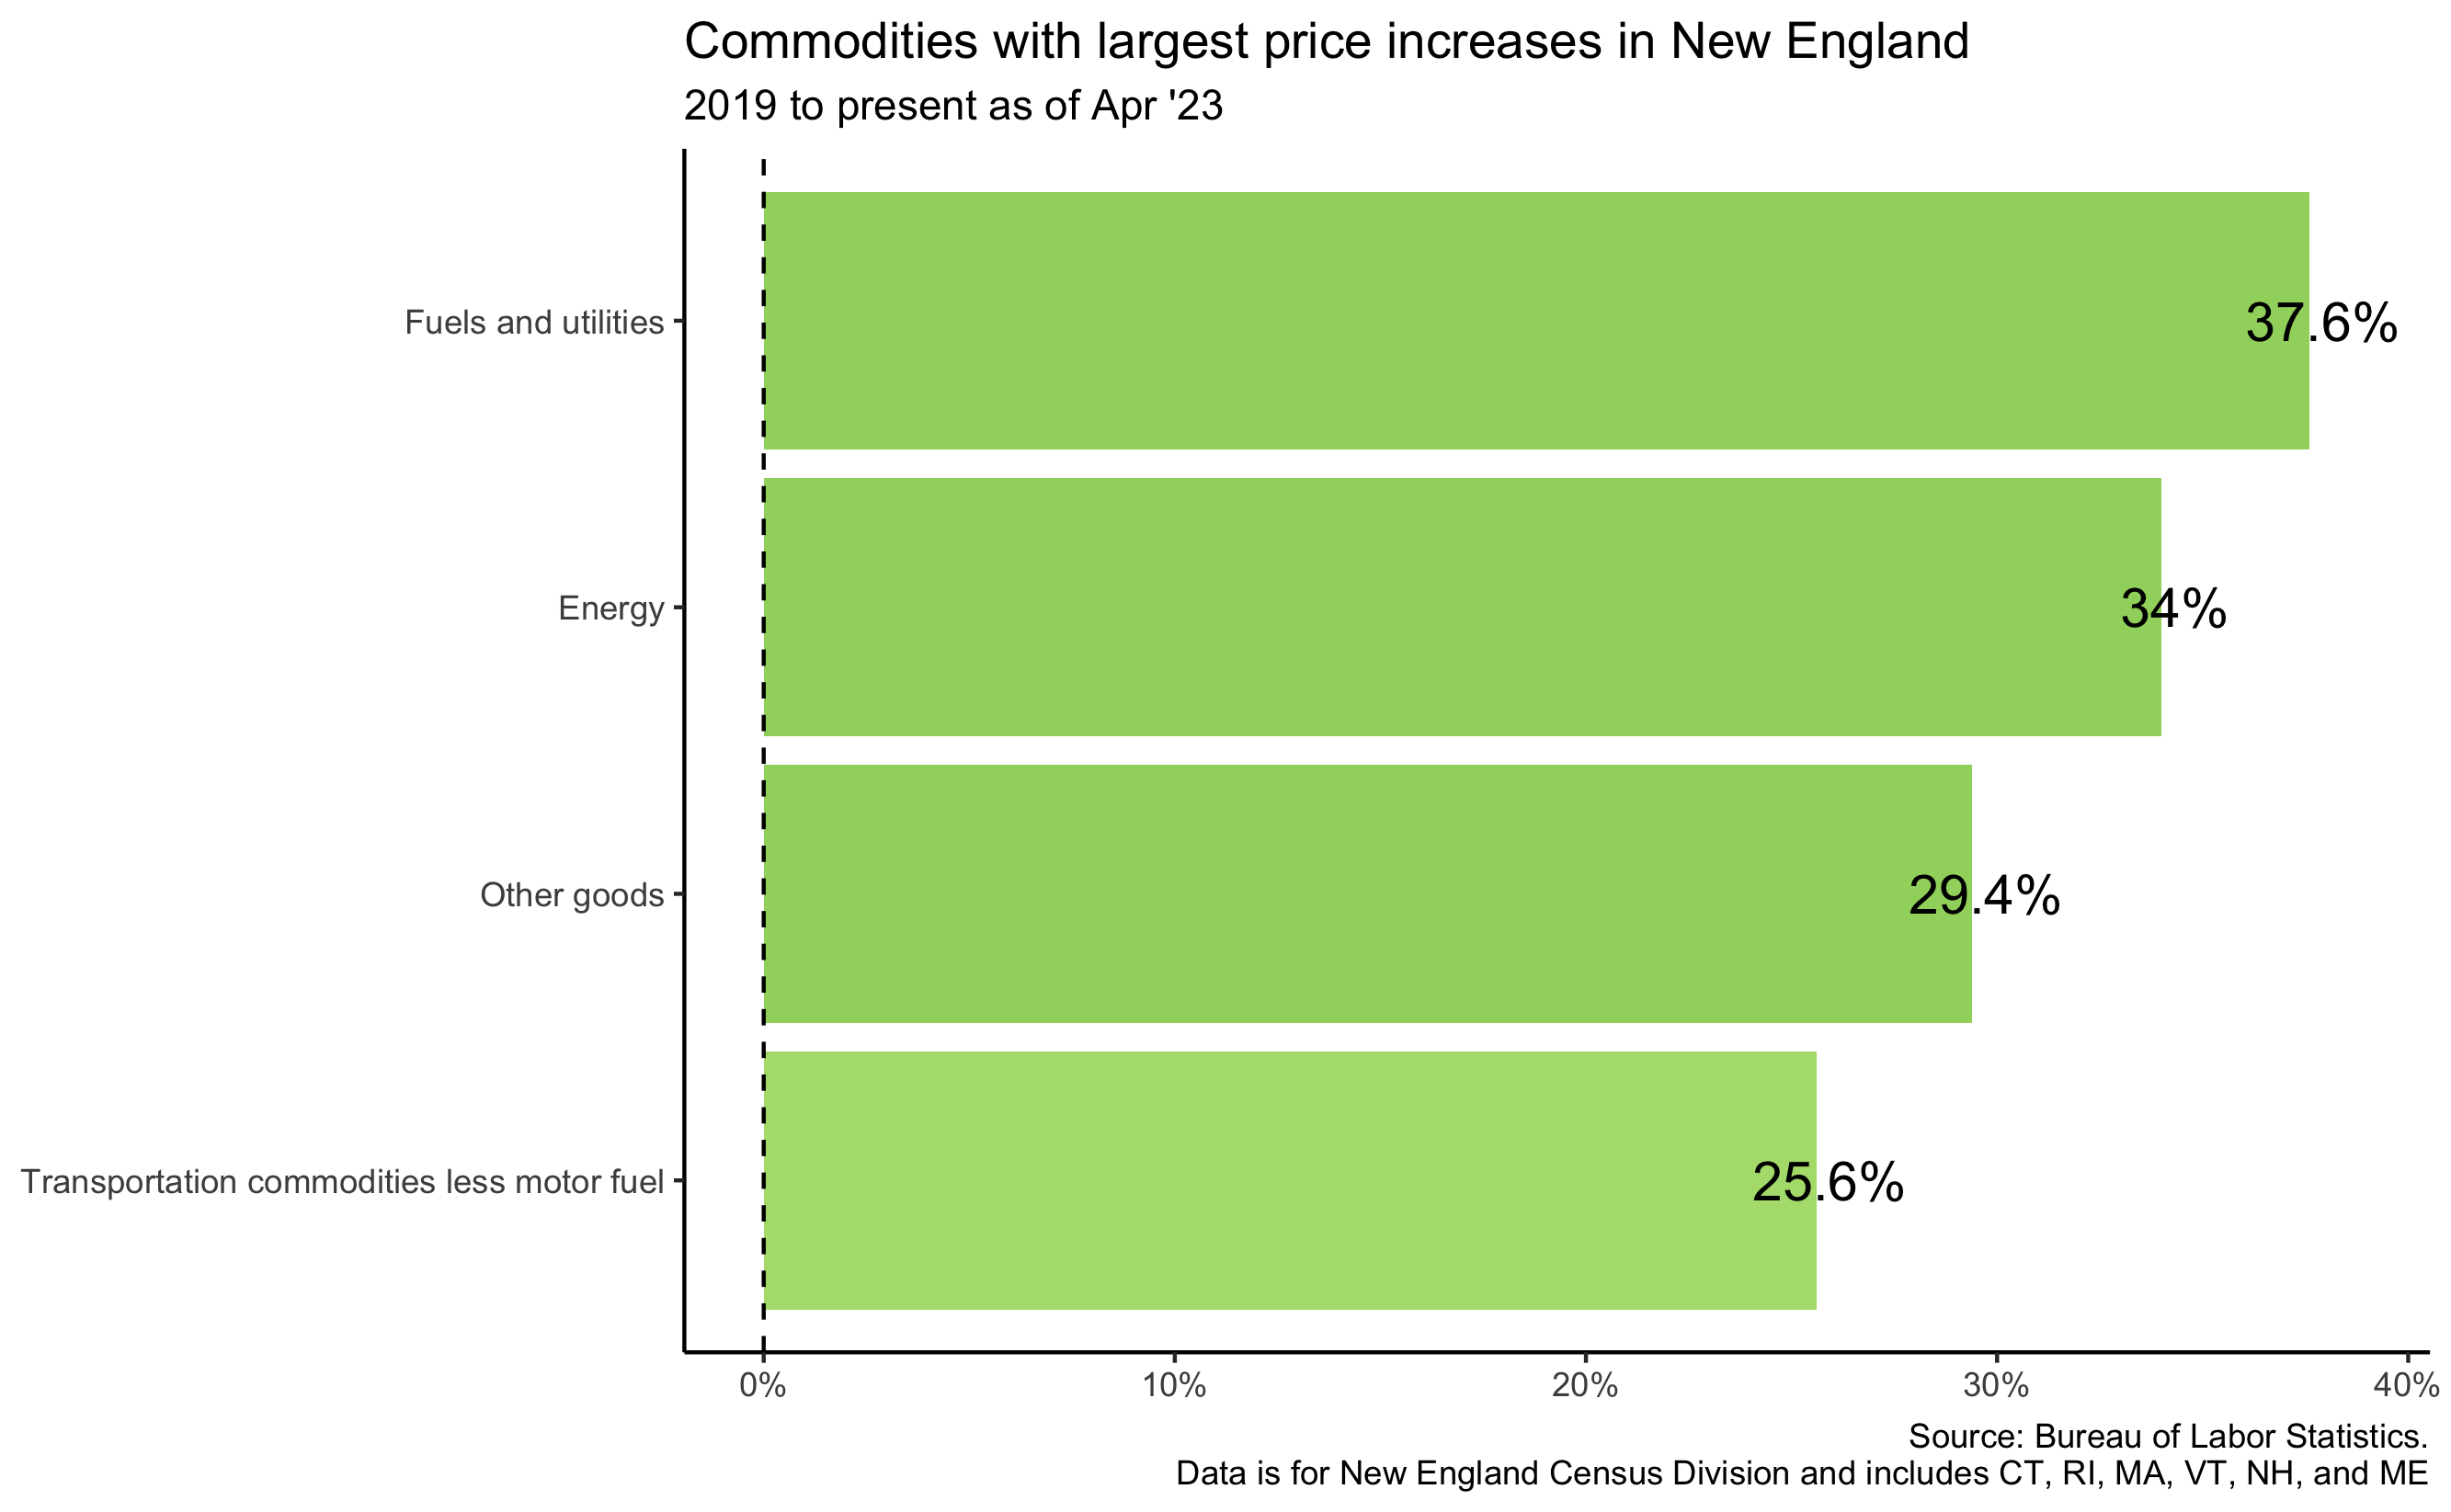 Commodities with largest price increases in New England
2019 to present as of Apr '23
Fuels and utilities
37.6%
Energy
34%
Other goods
29.4%
Transportation commodities less motor fuel
25.6%
0%
10%
20%
30%
40%
Source: Bureau of Labor Statistics.
Data is for New England Census Division and includes CT, RI, MA, VT, NH, and ME